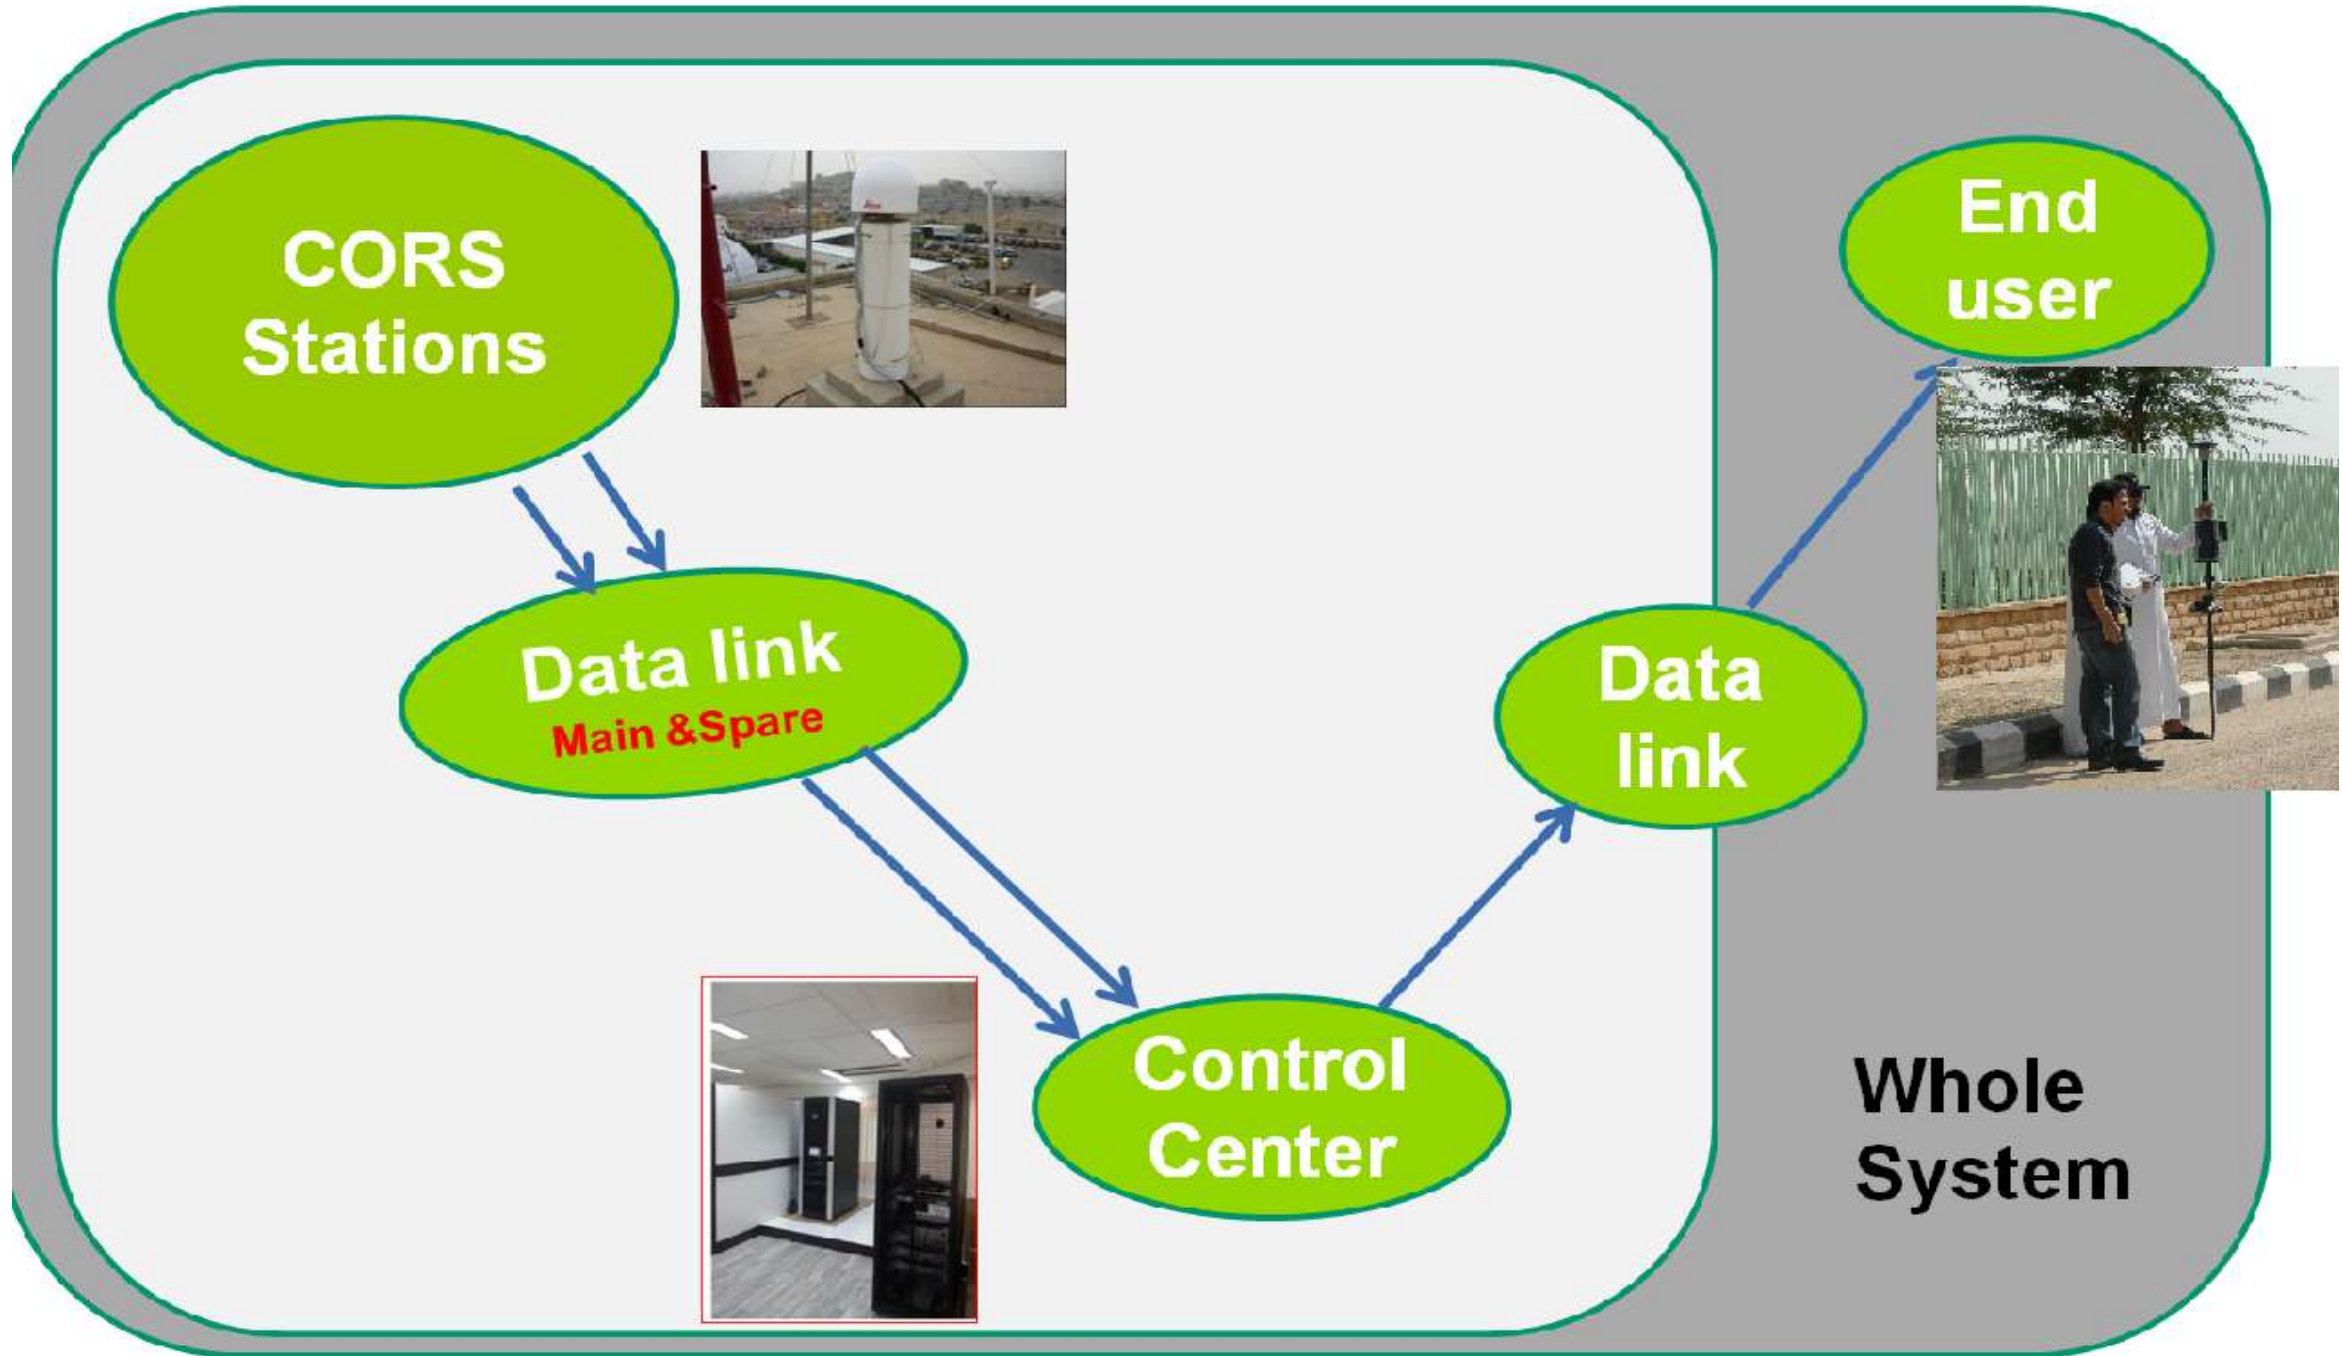 CORS
Stations
End
user
Data link
Main &Spare
Data
link
Control
Center
Whole
System